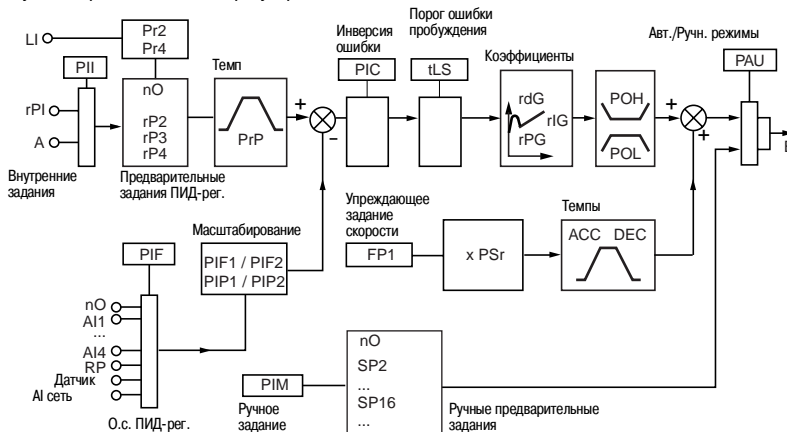 Порог ошибки
пробуждения
Инверсия
ошибки
Авт./Ручн. режимы
LI
Pr2
Pr4
PII
Темп
PIC
tLS
Коэффициенты
PAU
nO
rP2
rP3
rP4
rPI
A
PrP
+
-
rdG
rIG
rPG
POH
POL
+
+
Внутренние
задания
Предварительные
задания ПИД-рег.
Упреждающее
задание
скорости
Темпы
Масштабирование
PIF
PIF1 / PIF2
PIP1 / PIP2
FP1
x PSr
ACC DEC
nO
AI1
...
AI4
RP
Датчик
AI сеть
О.с. ПИД-рег.
PIM
Ручное
задание
nO
SP2
...
SP16
...
Ручные предварительные
задания